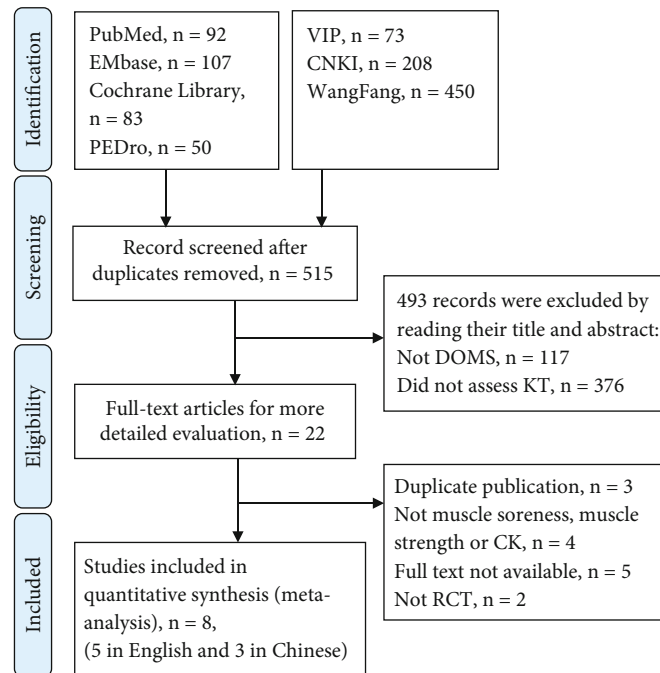 Identification
PubMed, n = 92
EMbase, n = 107
Cochrane Library,
n = 83
PEDro, n = 50
VIP, n = 73
CNKI, n = 208
WangFang, n = 450
Screening
Record screened after
duplicates removed, n = 515
493 records were excluded by
reading their title and abstract:
Not DOMS, n = 117
Did not assess KT, n = 376
Eligibility
Full-text articles for more
detailed evaluation, n = 22
Duplicate publication, n = 3
Not muscle soreness, muscle
strength or CK, n = 4
Full text not available, n = 5
Not RCT, n = 2
Included
Studies included in
quantitative synthesis (meta-
analysis), n = 8,
(5 in English and 3 in Chinese)